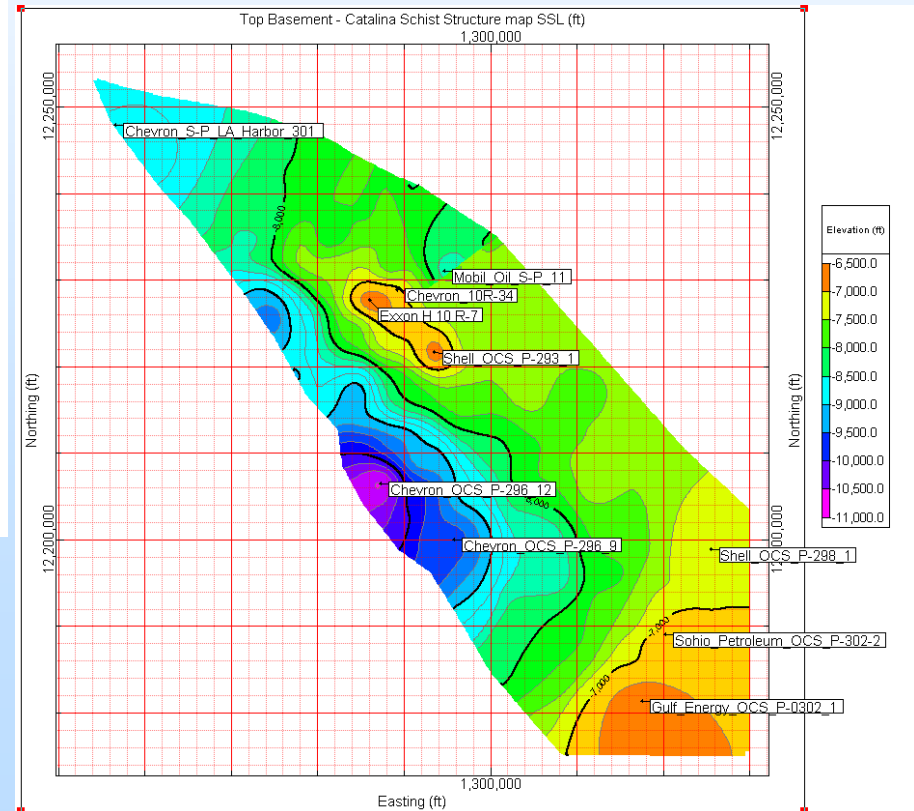 Top Basement - Catalina Schist Structure map SSL (ft)
1,300,000
12,250,000
12,250,000
Chevron_S-P_LA_Harbor_301
-8,000
Elevation (ft)
Mobil_Oil_S-P_11
Chevron_10R-34
Exxon H 10 R-7
Shell_OCS_P-293_1
-6,500.0
-7,000.0
-7,500.0
-8,000.0
-8,500.0
-9,000.0
-9,500.0
-10,000.0
-10,500.0
-11,000.0
Northing (ft)
Northing (ft)
Chevron_OCS_P-296_12
-8,000
12,200,000
12,200,000
Chevron_OCS_P-296_9
Shell_OCS_P-298_1
-7,000
Sohio_Petroleum_OCS_P-302-2
-7,000
Gulf_Energy_OCS_P-0302_1
1,300,000
Easting (ft)